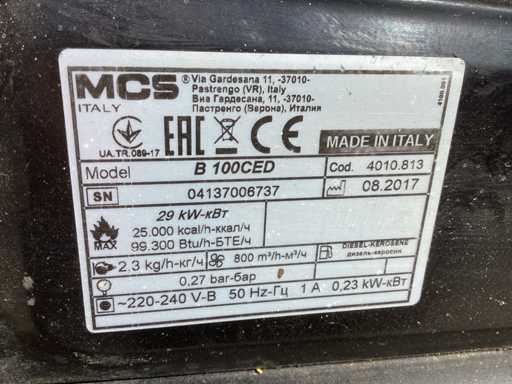 MCS ® Via Gardesana 11, -37010-
Pastrengo (VR), Italy
ITALY
Виа Гардесана, 11, -37010-
Пастренго (Верона), Италия
UA.TR.089-17
EAC CE MADE IN ITALY
Model B 100CED Cod. 4010.813
SN 04137006737 08.2017
29 kW-кВт
25.000 kcal/h-ккал/ч
MAX 99.300 Btu/h-БТЕ/ч
DIESEL-KEROSENE
дизель-керосин
2.3 kg/h-кг/ч 800 m³/h-м³/ч
0,27 bar-бар
~220-240 V-В 50 Hz-Гц 1 A 0,23 kW-кВт